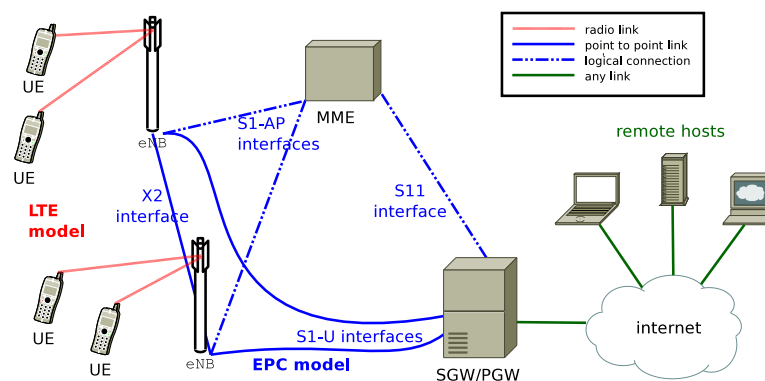 radio link
point to point link
logical connection
any link
UE
UE
eNB
S1-AP
interfaces
MME
remote hosts
X2
interface
S11
interface
LTE
model
UE
UE
eNB
S1-U interfaces
EPC model
SGW/PGW
internet